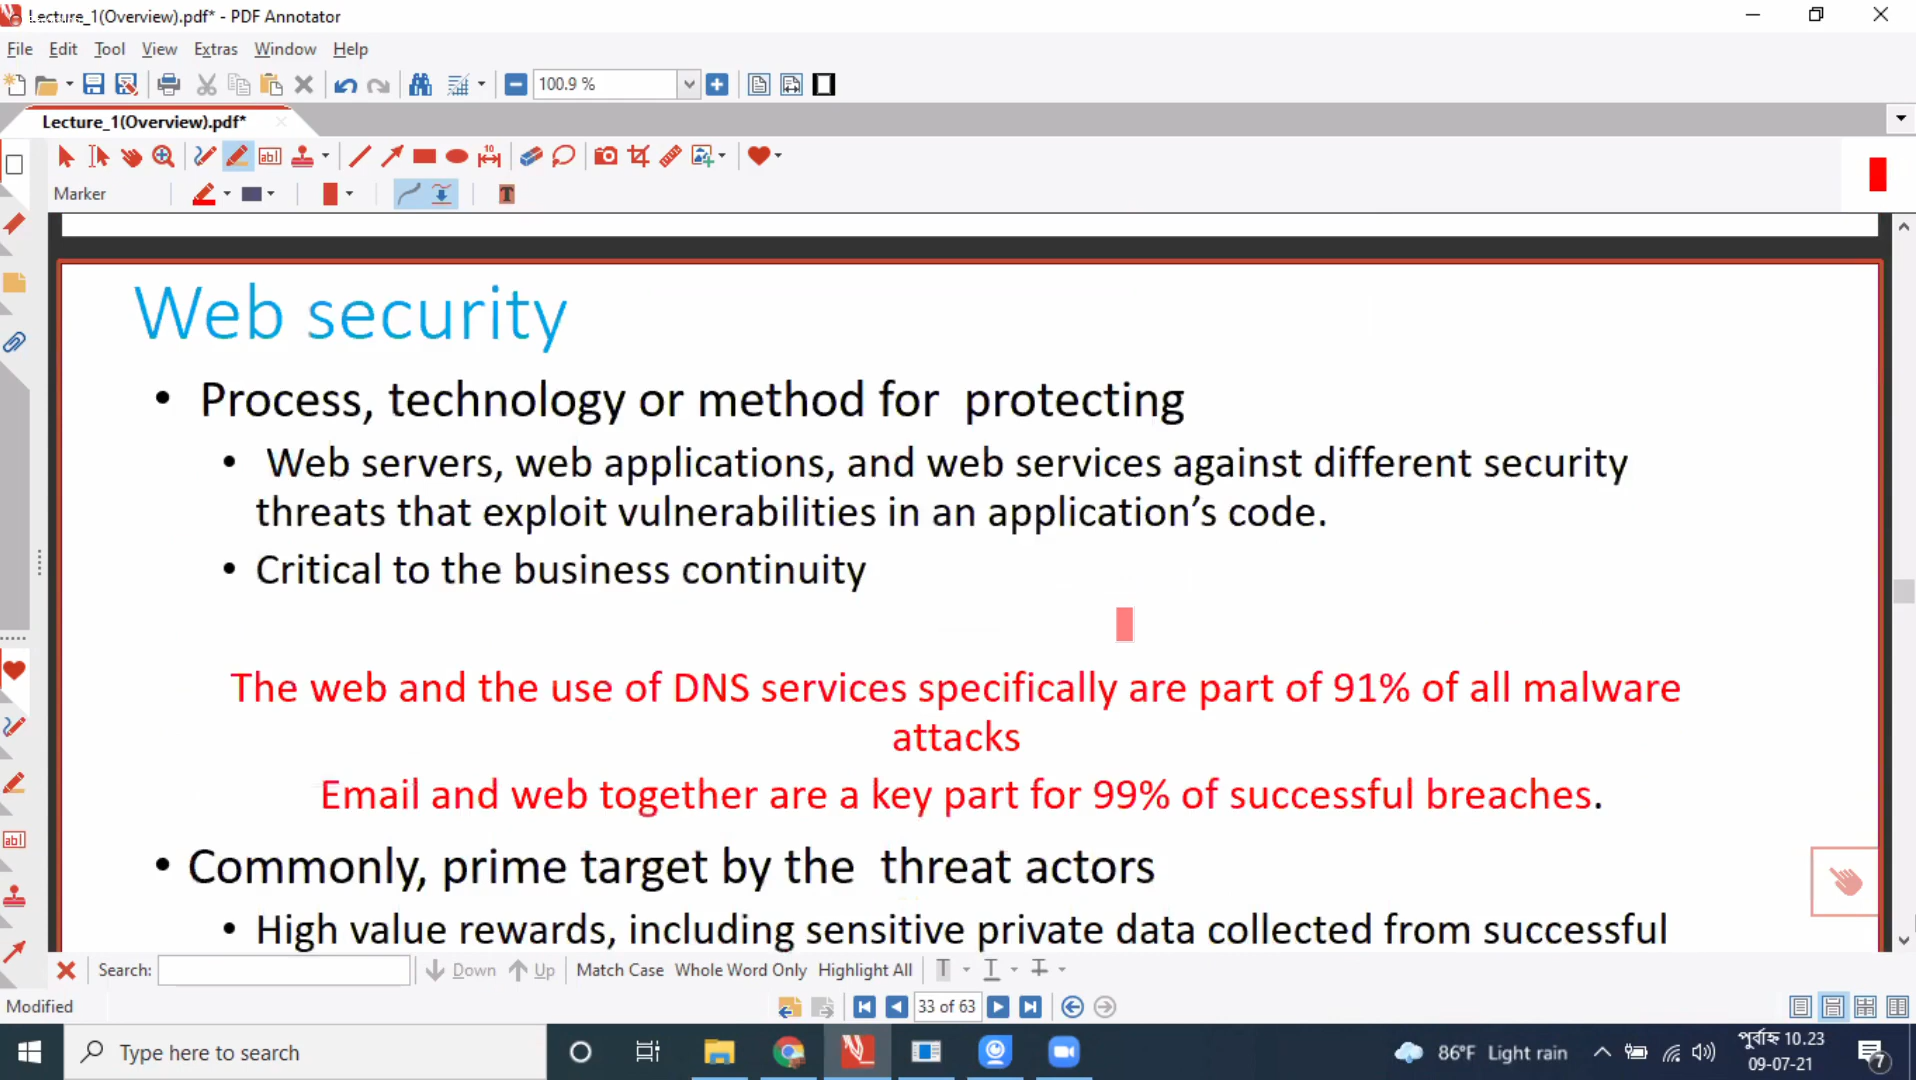 Lecture_1(Overview).pdf* - PDF Annotator
File Edit Tool View Extras Window Help
100.9 %
Lecture_1(Overview).pdf*
Marker
Web security
• Process, technology or method for protecting
• Web servers, web applications, and web services against different security
threats that exploit vulnerabilities in an application’s code.
• Critical to the business continuity
The web and the use of DNS services specifically are part of 91% of all malware
attacks
Email and web together are a key part for 99% of successful breaches.
• Commonly, prime target by the threat actors
• High value rewards, including sensitive private data collected from successful
Search: Down Up Match Case Whole Word Only Highlight All
Modified
33 of 63
Type here to search
86°F Light rain
পূর্বাহ্ন 10.23
09-07-21
7